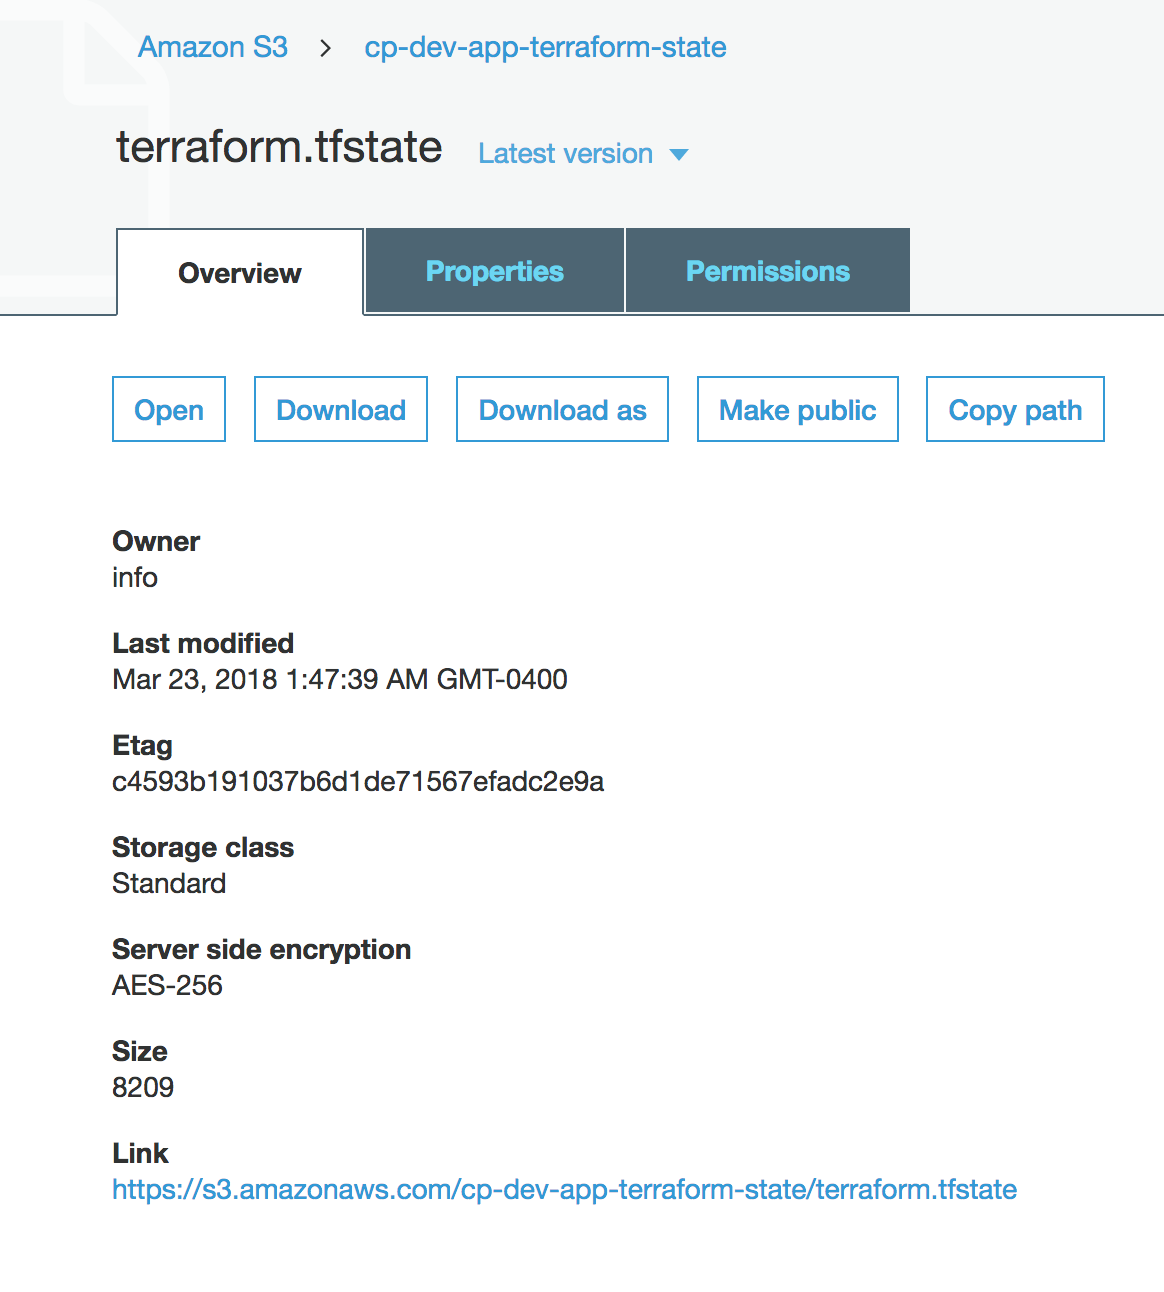 Amazon S3 > cp-dev-app-terraform-state
terraform.tfstate Latest version
Overview Properties Permissions
Open Download Download as Make public Copy path
Owner
info
Last modified
Mar 23, 2018 1:47:39 AM GMT-0400
Etag
c4593b191037b6d1de71567efadc2e9a
Storage class
Standard
Server side encryption
AES-256
Size
8209
Link
https://s3.amazonaws.com/cp-dev-app-terraform-state/terraform.tfstate